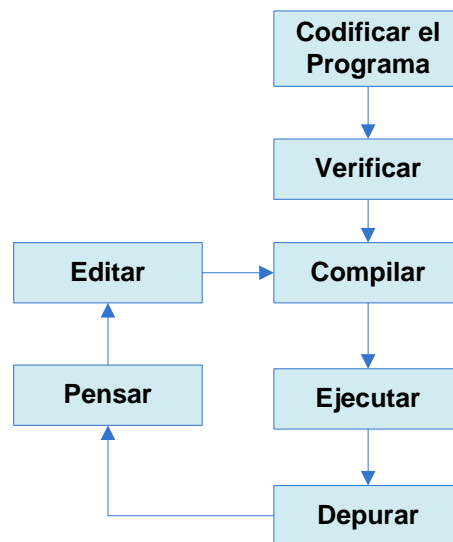 Codificar el
Programa
Verificar
Editar
Compilar
Pensar
Ejecutar
Depurar